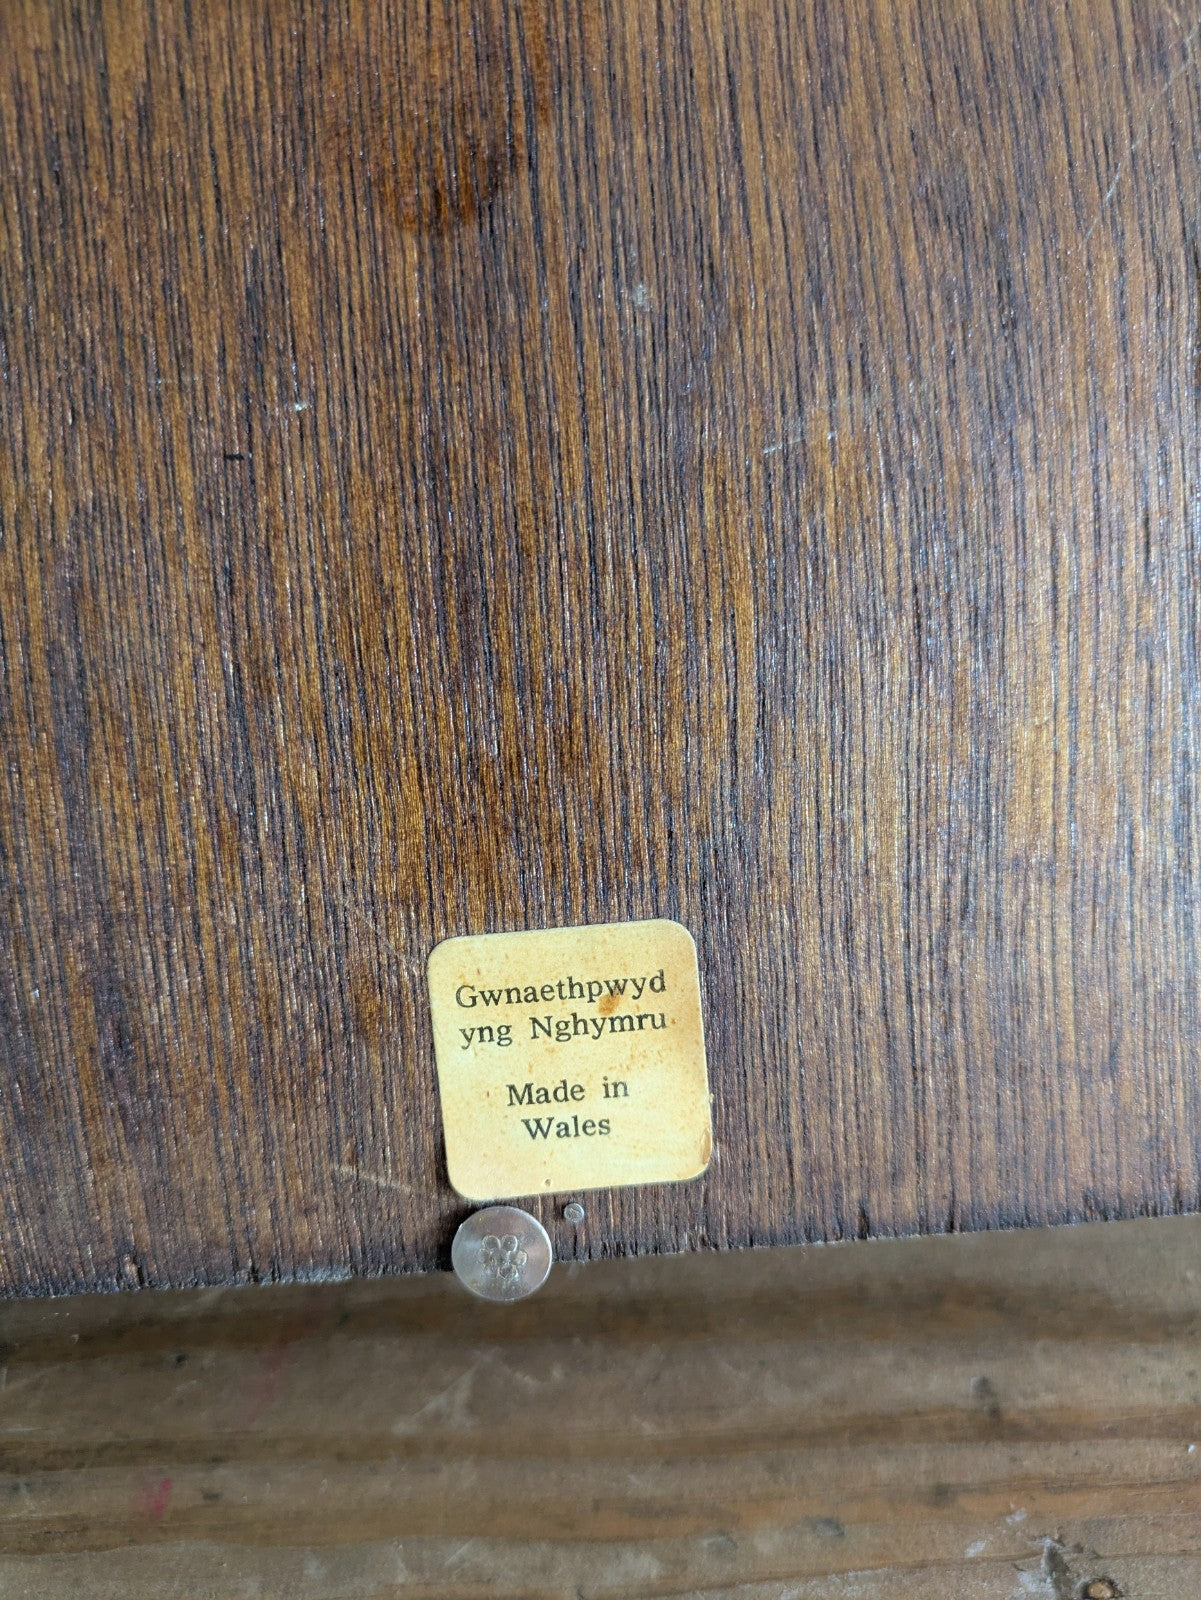 Gwnaethpwyd
yng Nghymru
Made in
Wales